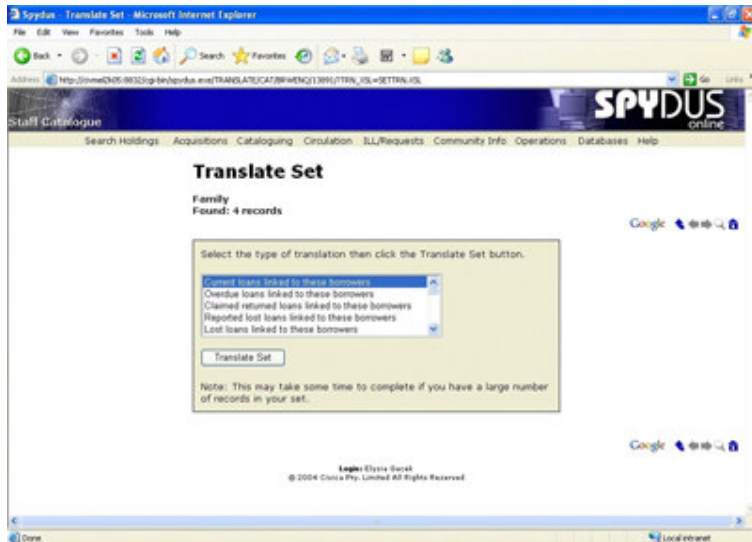 Spydus - Translate Set - Microsoft Internet Explorer
File Edit View Favorites Tools Help
Back Search Favorites
Address Go Links
Staff Catalogue
SPYDUS
online
Search Holdings Acquisitions Cataloguing Circulation ILL/Requests Community Info Operations Databases Help
Translate Set
Family
Found: 4 records
Google
Select the type of translation then click the Translate Set button.
Current loans linked to these borrowers
Overdue loans linked to these borrowers
Claimed returned loans linked to these borrowers
Reported lost loans linked to these borrowers
Lost loans linked to these borrowers
Translate Set
Note: This may take some time to complete if you have a large number
of records in your set.
Google
Login:
© 2004 Civica Pty. Limited All Rights Reserved
Done Local intranet